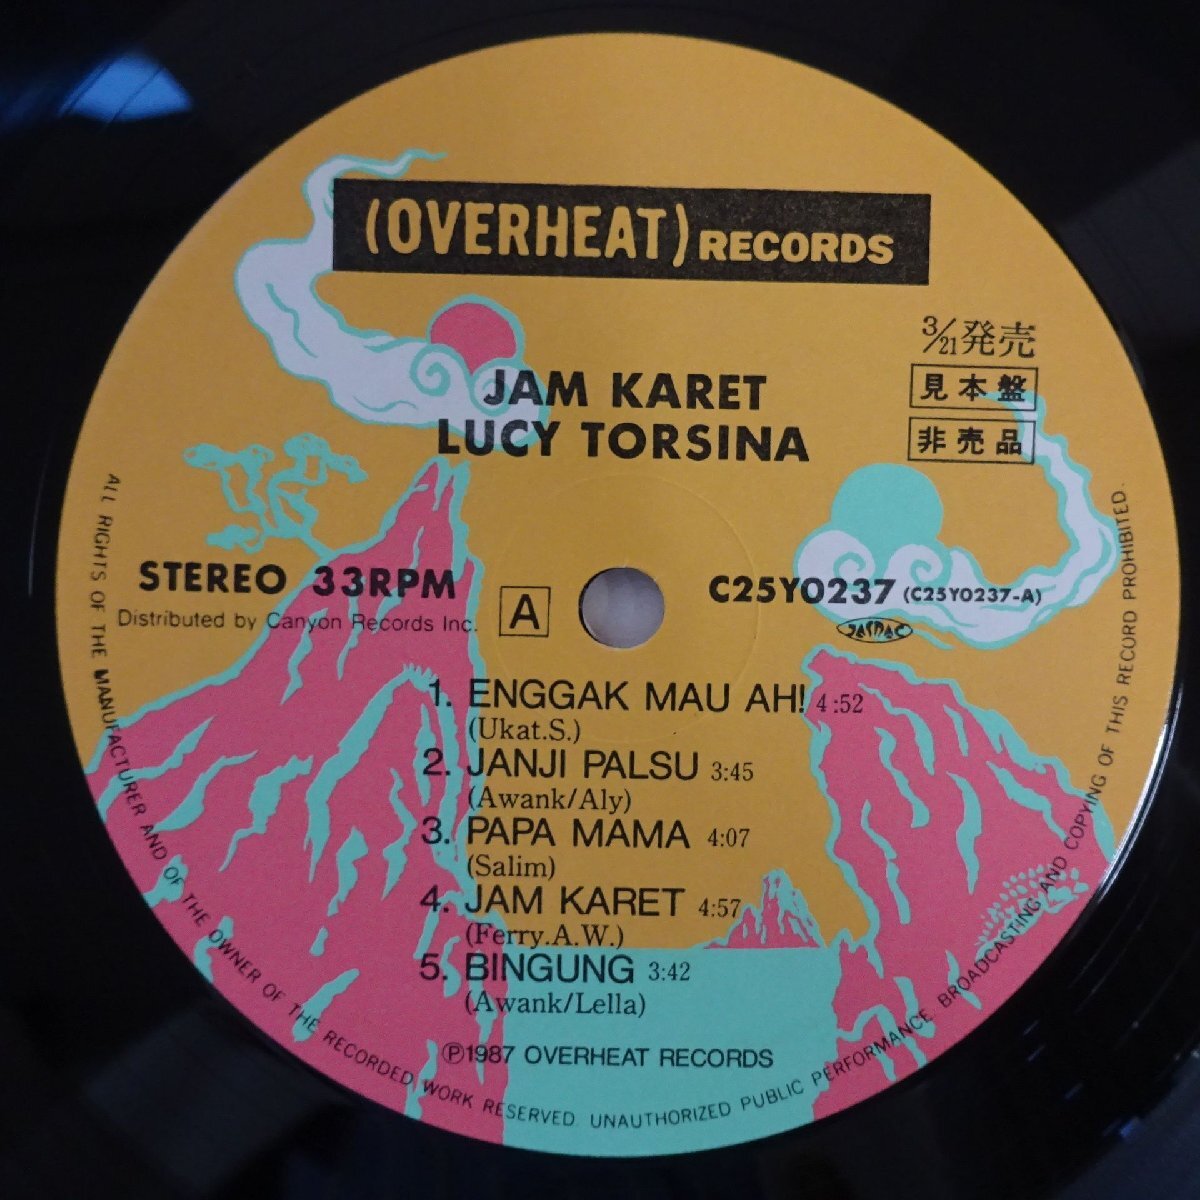 (OVERHEAT) RECORDS
3/21発売
見本盤
非売品
JAM KARET
LUCY TORSINA
STEREO 33RPM
Distributed by Canyon Records Inc.
A
C25Y0237 (C25Y0237-A)
JASRAC
1. ENGGAK MAU AH! 4:52
(Ukat.S.)
2. JANJI PALSU 3:45
(Awank/Aly)
3. PAPA MAMA 4:07
(Salim)
4. JAM KARET 4:57
(Ferry.A.W.)
5. BINGUNG 3:42
(Awank/Lella)
Ⓟ1987 OVERHEAT RECORDS
ALL RIGHTS OF THE MANUFACTURER AND OF THE OWNER OF THE RECORDED WORK RESERVED. UNAUTHORIZED PUBLIC PERFORMANCE. BROADCASTING AND COPYING OF THIS RECORD PROHIBITED.